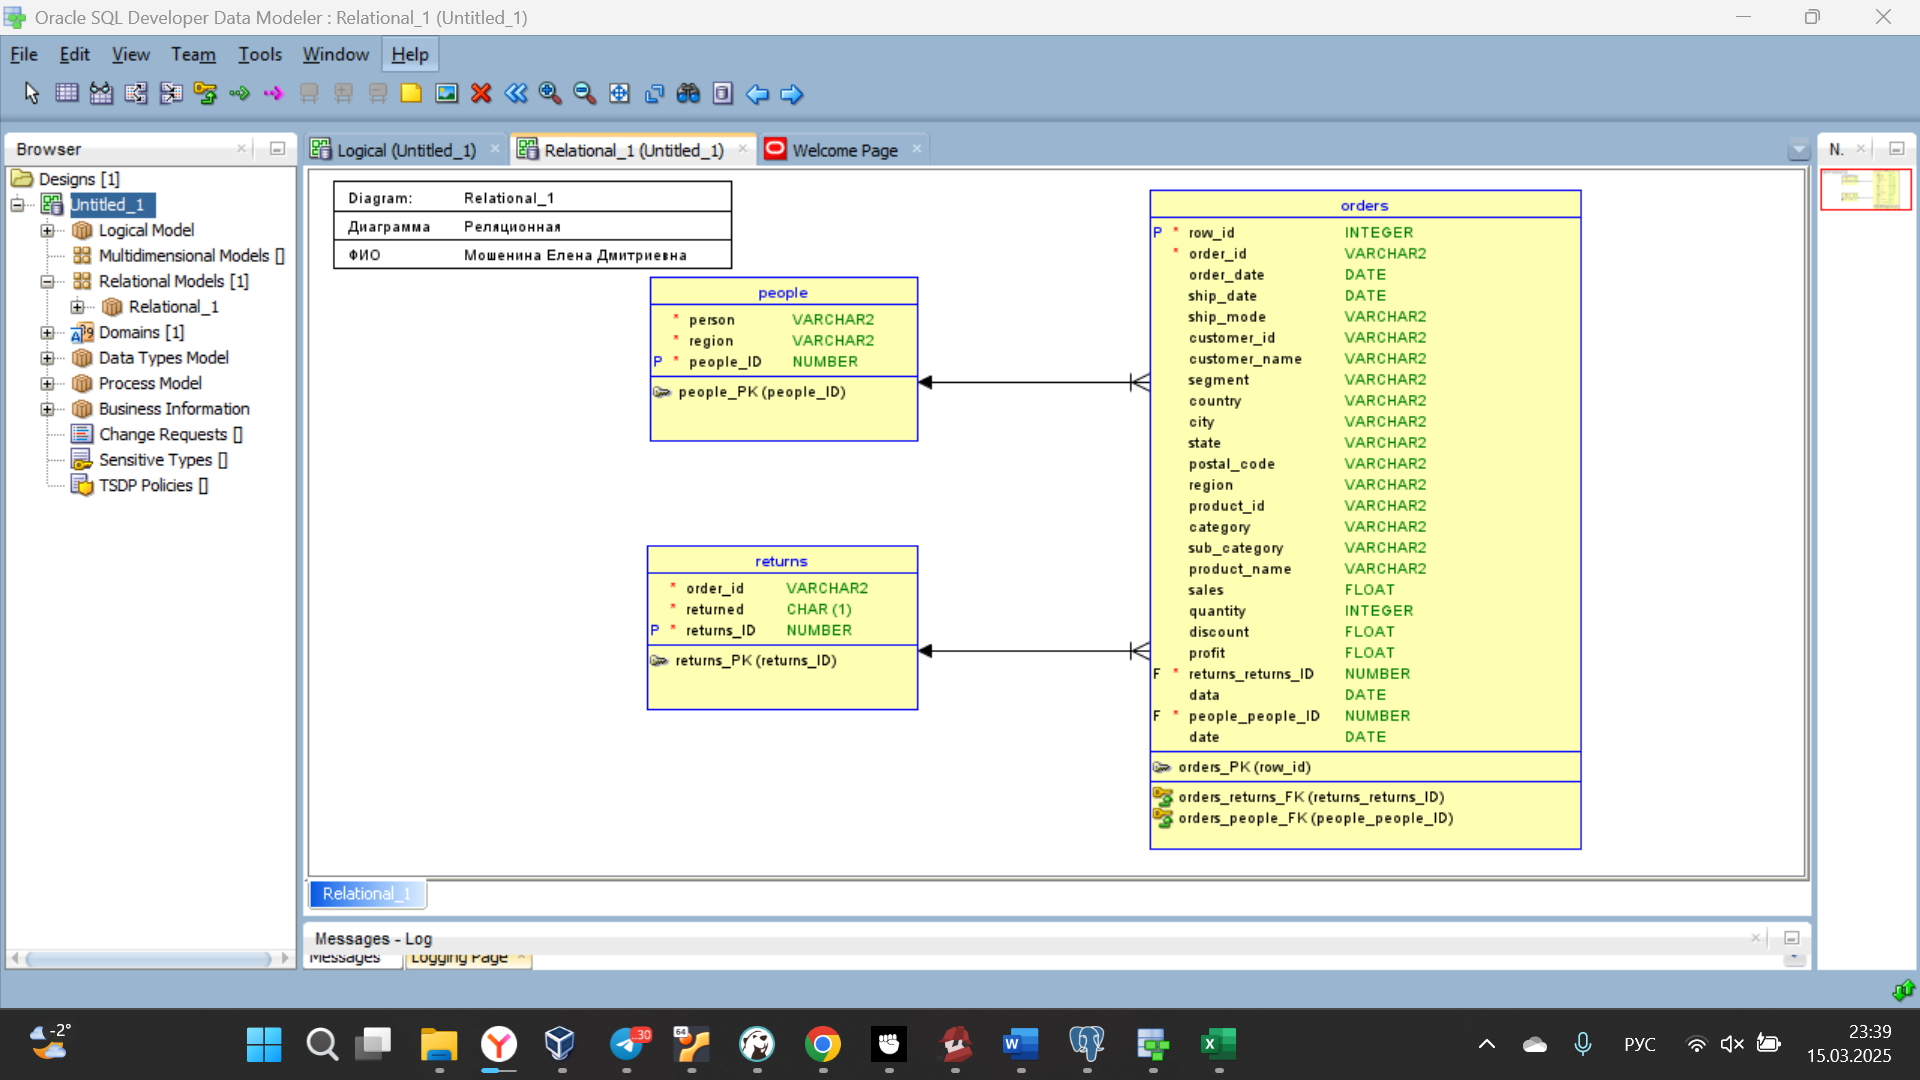 Oracle SQL Developer Data Modeler : Relational_1 (Untitled_1)
File Edit View Team Tools Window Help
Browser
Designs [1]
Untitled_1
Logical Model
Multidimensional Models []
Relational Models [1]
Relational_1
Domains [1]
Data Types Model
Process Model
Business Information
Change Requests []
Sensitive Types []
TSDP Policies []
Logical (Untitled_1) Relational_1 (Untitled_1) Welcome Page
N.
Diagram: Relational_1
Диаграмма Реляционная
ФИО Мошенина Елена Дмитриевна
people
* person VARCHAR2
* region VARCHAR2
P * people_ID NUMBER
people_PK (people_ID)
returns
* order_id VARCHAR2
* returned CHAR (1)
P * returns_ID NUMBER
returns_PK (returns_ID)
orders
P * row_id INTEGER
* order_id VARCHAR2
order_date DATE
ship_date DATE
ship_mode VARCHAR2
customer_id VARCHAR2
customer_name VARCHAR2
segment VARCHAR2
country VARCHAR2
city VARCHAR2
state VARCHAR2
postal_code VARCHAR2
region VARCHAR2
product_id VARCHAR2
category VARCHAR2
sub_category VARCHAR2
product_name VARCHAR2
sales FLOAT
quantity INTEGER
discount FLOAT
profit FLOAT
F * returns_returns_ID NUMBER
data DATE
F * people_people_ID NUMBER
date DATE
orders_PK (row_id)
orders_returns_FK (returns_returns_ID)
orders_people_FK (people_people_ID)
Relational_1
Messages - Log
Messages Logging Page
-2°
30
64
РУС
23:39
15.03.2025